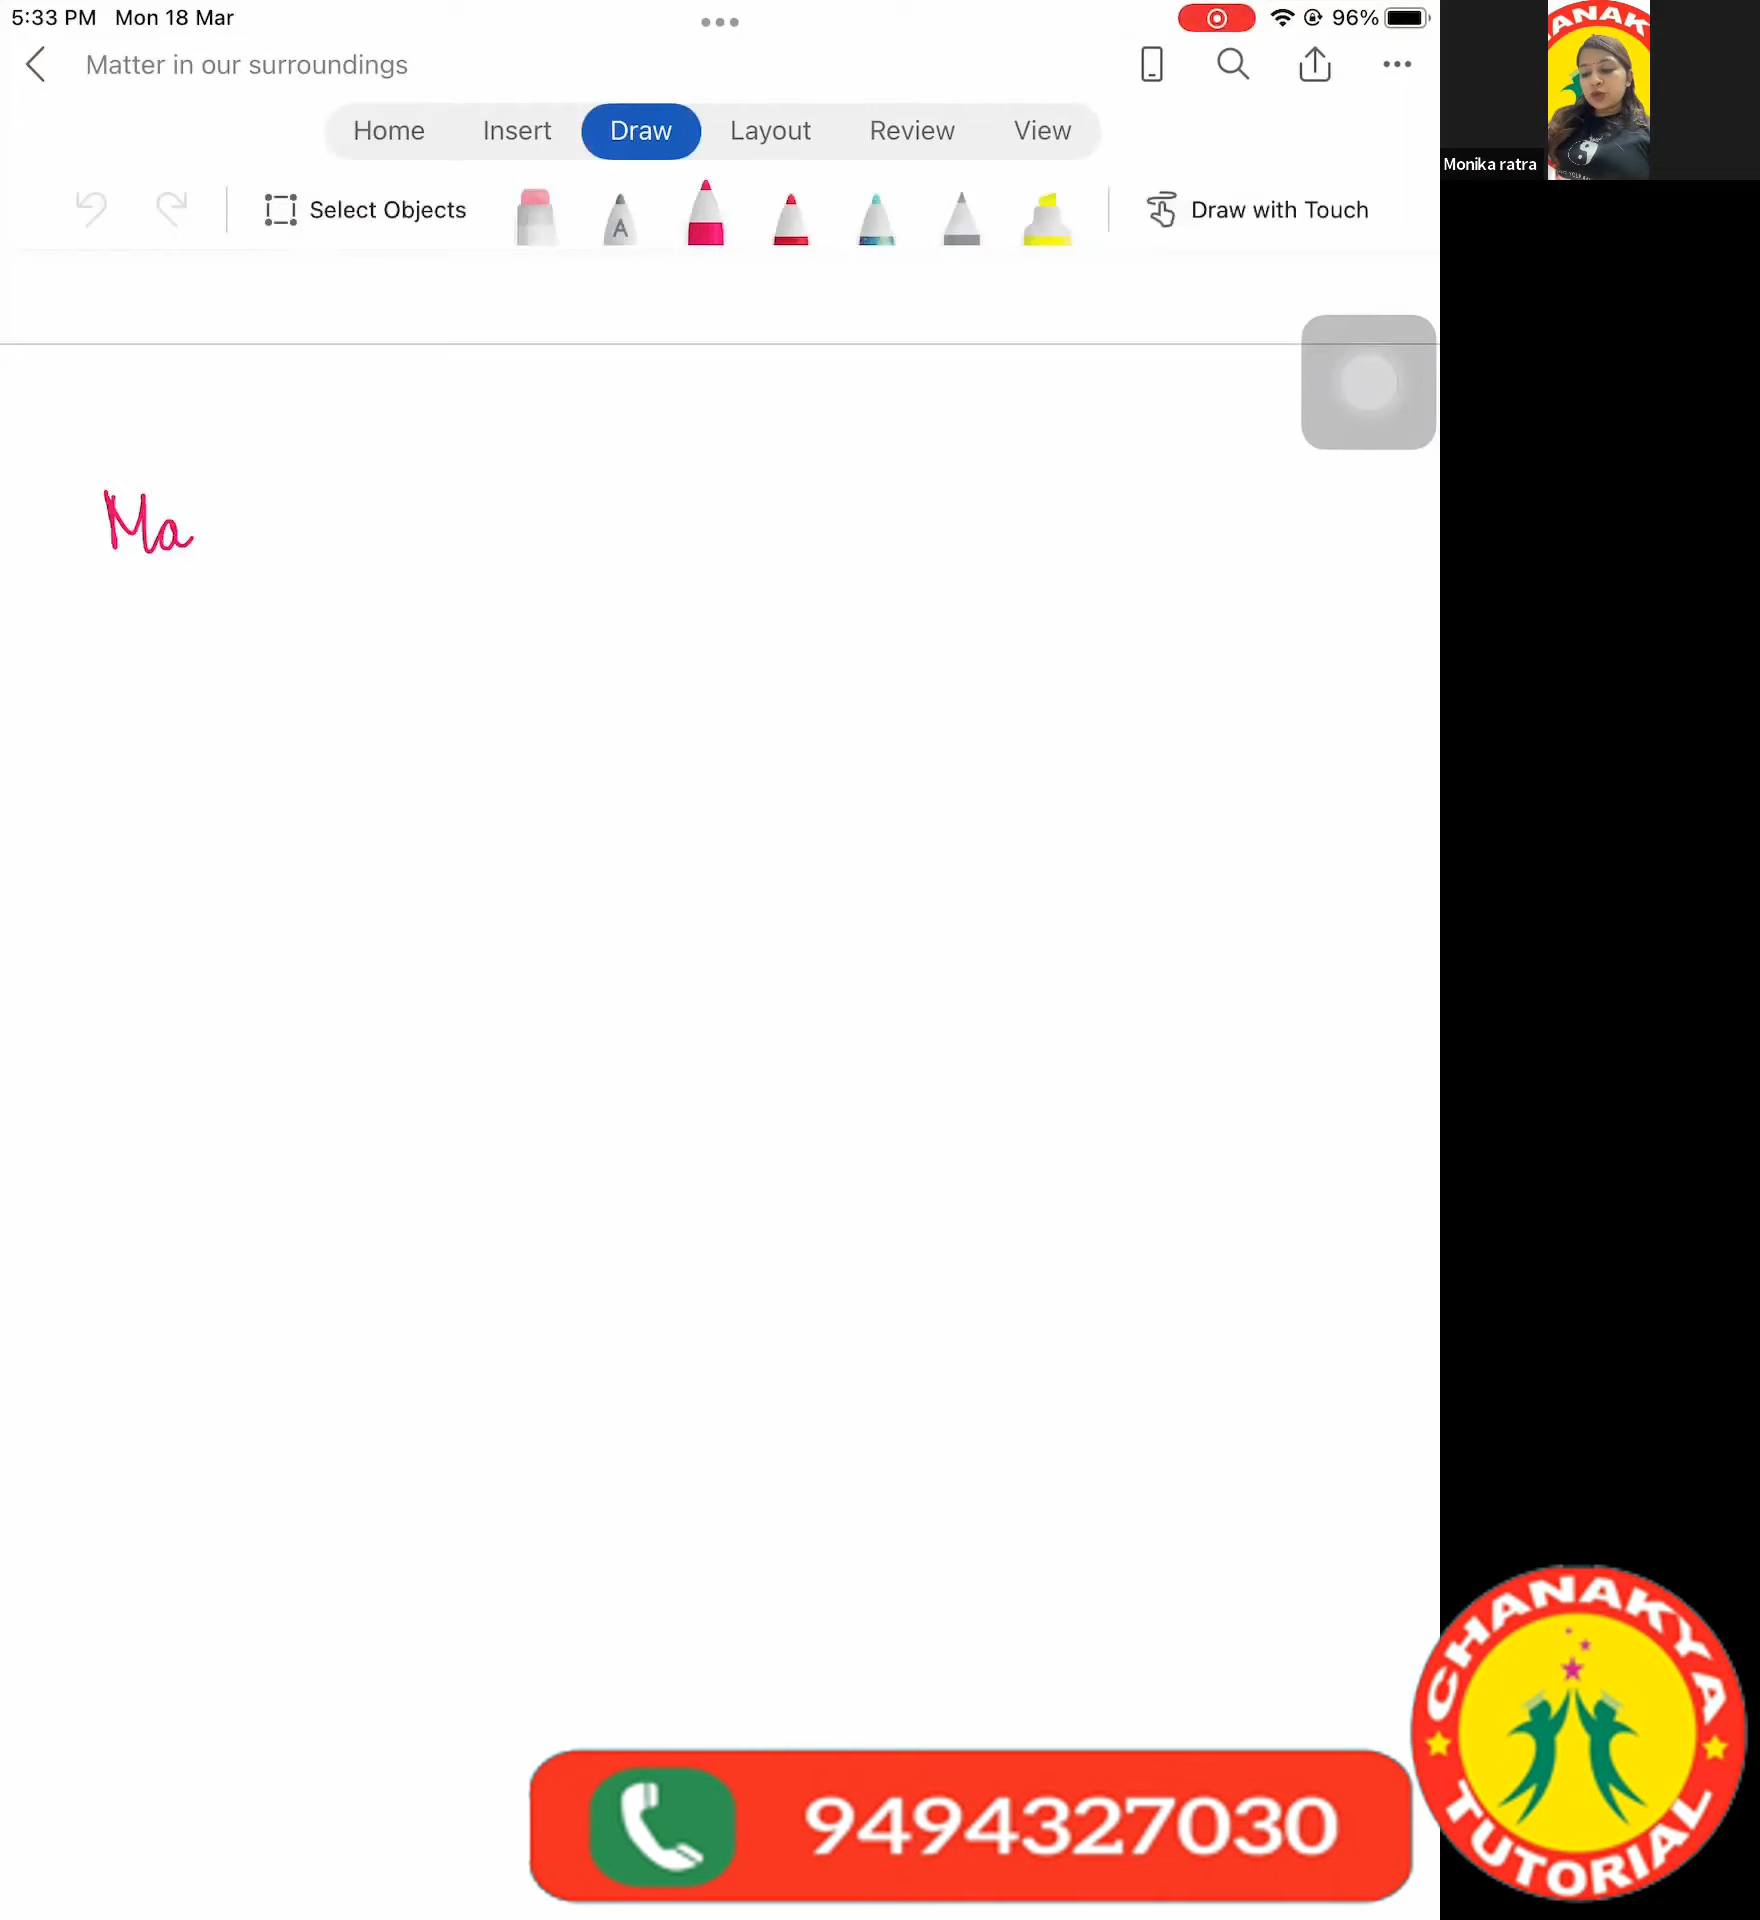 5:33 PM Mon 18 Mar
96%
Matter in our surroundings
Home Insert Draw Layout Review View
Select Objects
A
Draw with Touch
Ma
ANAK
Monika ratra
9494327030
CHANAKYA
TUTORIAL